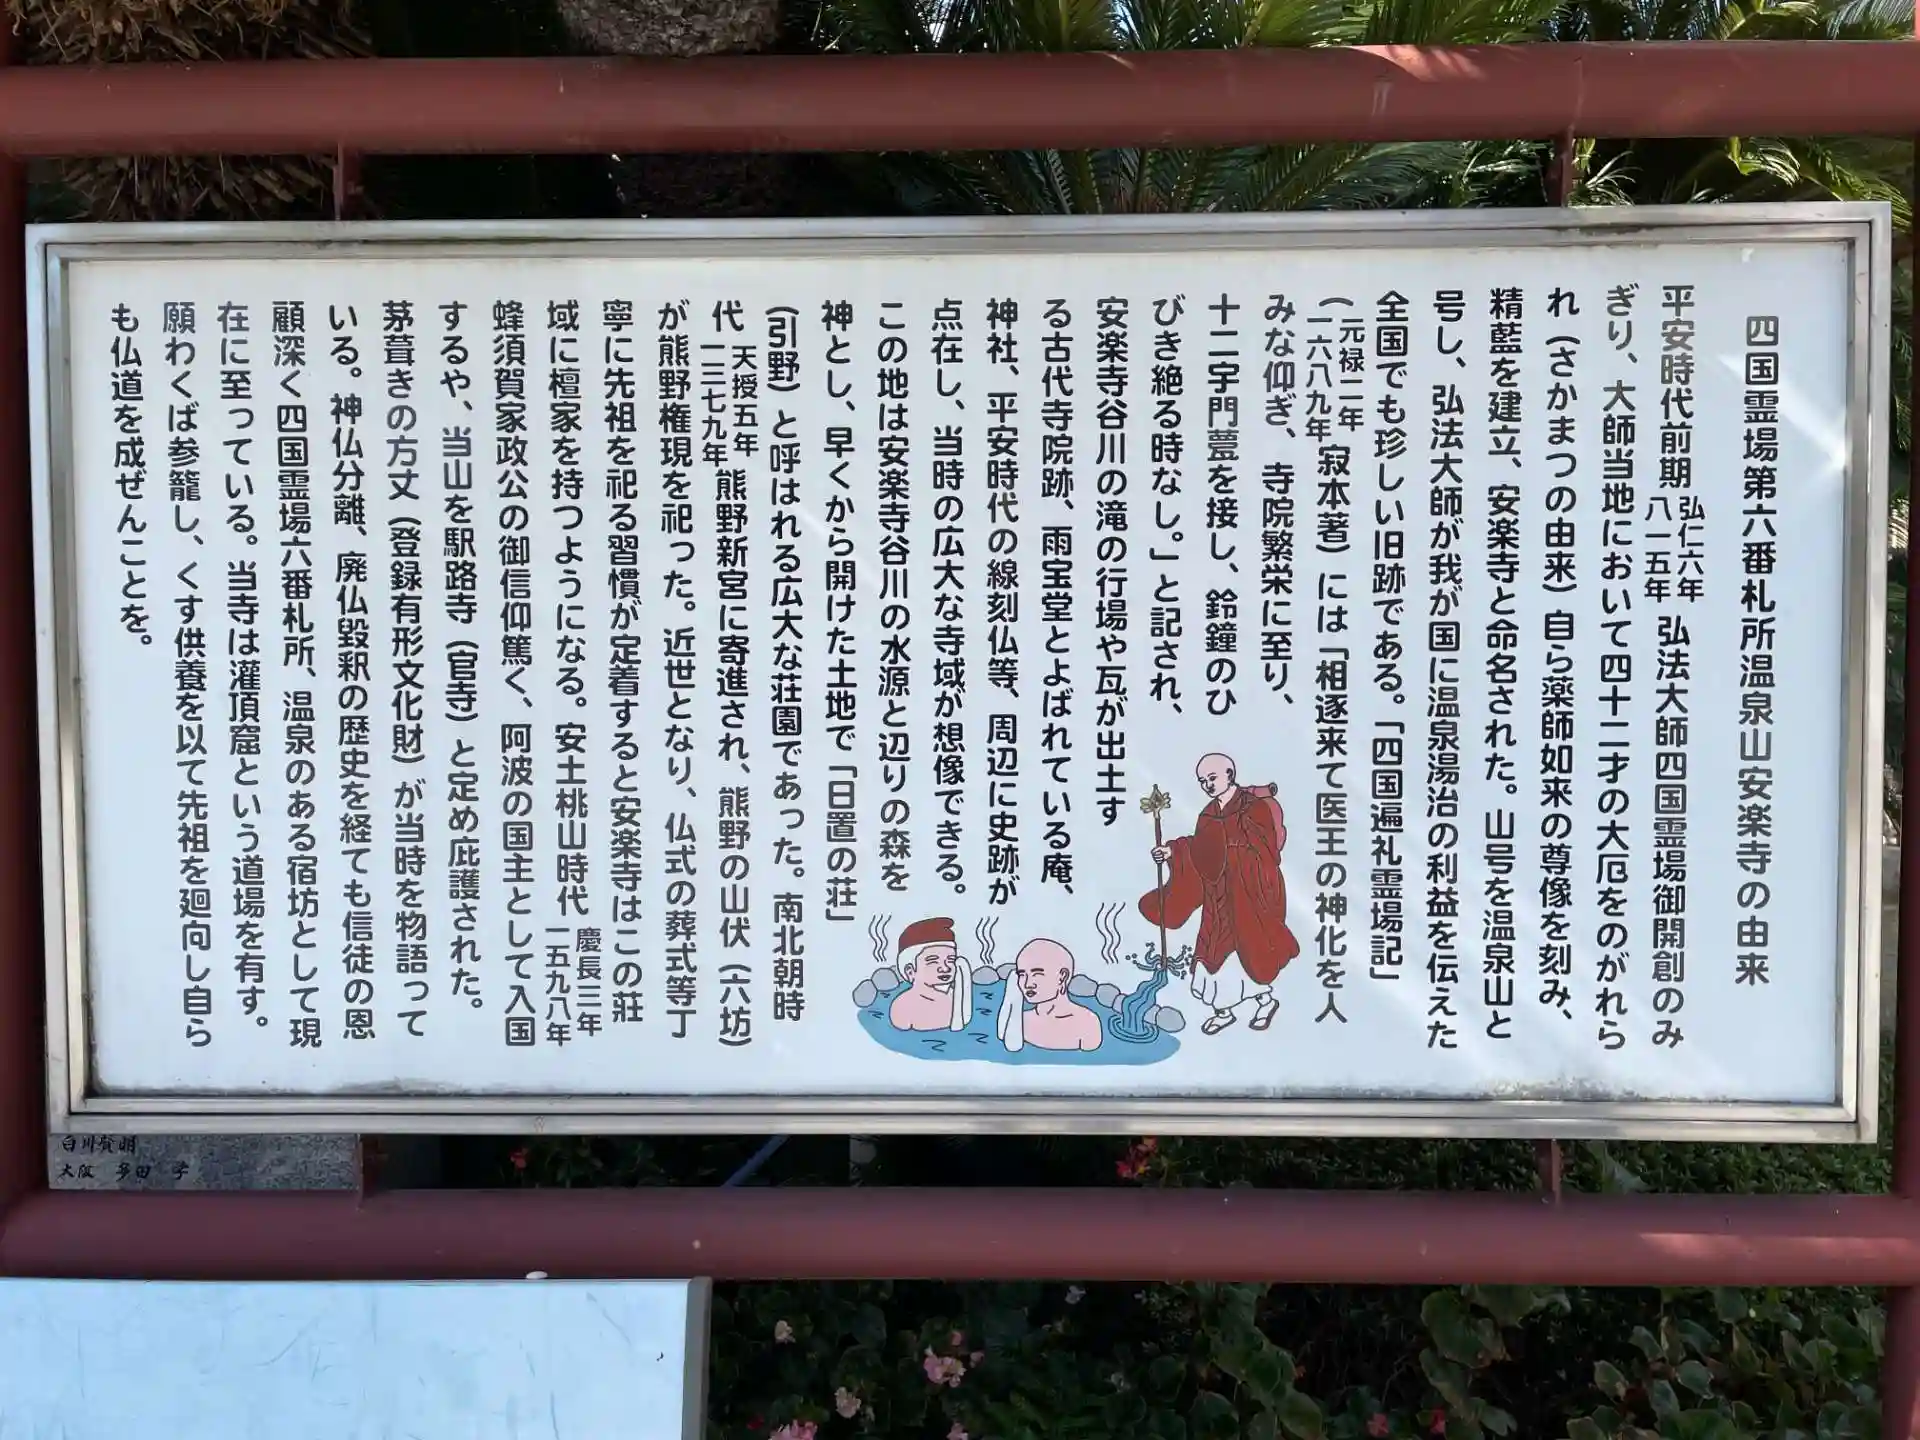 四国霊場第六番札所温泉山安楽寺の由来
平安時代前期 弘仁六年 八一五年 弘法大師四国霊場御開創のみ
ぎり、大師当地において四十二才の大厄をのがれら
れ（さかまつの由来）自ら薬師如来の尊像を刻み、
精藍を建立、安楽寺と命名された。山号を温泉山と
号し、弘法大師が我が国に温泉湯治の利益を伝えた
全国でも珍しい旧跡である。「四国遍礼霊場記」
（元禄二年 一六八九年 寂本著）には「相逐来て医王の神化を人
みな仰ぎ、寺院繁栄に至り、
十二宇門甍を接し、鈴鐘のひ
びき絶る時なし。」と記され、
安楽寺谷川の滝の行場や瓦が出土す
る古代寺院跡、雨宝堂とよばれている庵、
神社、平安時代の線刻仏等、周辺に史跡が
点在し、当時の広大な寺域が想像できる。
この地は安楽寺谷川の水源と辺りの森を
神とし、早くから開けた土地で「日置の荘」
（引野）と呼はれる広大な荘園であった。南北朝時
代 天授五年 一三七九年 熊野新宮に寄進され、熊野の山伏（六坊）
が熊野権現を祀った。近世となり、仏式の葬式等丁
寧に先祖を祀る習慣が定着すると安楽寺はこの荘
域に檀家を持つようになる。安土桃山時代 慶長三年 一五九八年
蜂須賀家政公の御信仰篤く、阿波の国主として入国
するや、当山を駅路寺（官寺）と定め庇護された。
茅葺きの方丈（登録有形文化財）が当時を物語って
いる。神仏分離、廃仏毀釈の歴史を経ても信徒の恩
顧深く四国霊場六番札所、温泉のある宿坊として現
在に至っている。当寺は灌頂窟という道場を有す。
願わくば参籠し、くす供養を以て先祖を廻向し自ら
も仏道を成ぜんことを。
白川賢明
大阪 多田